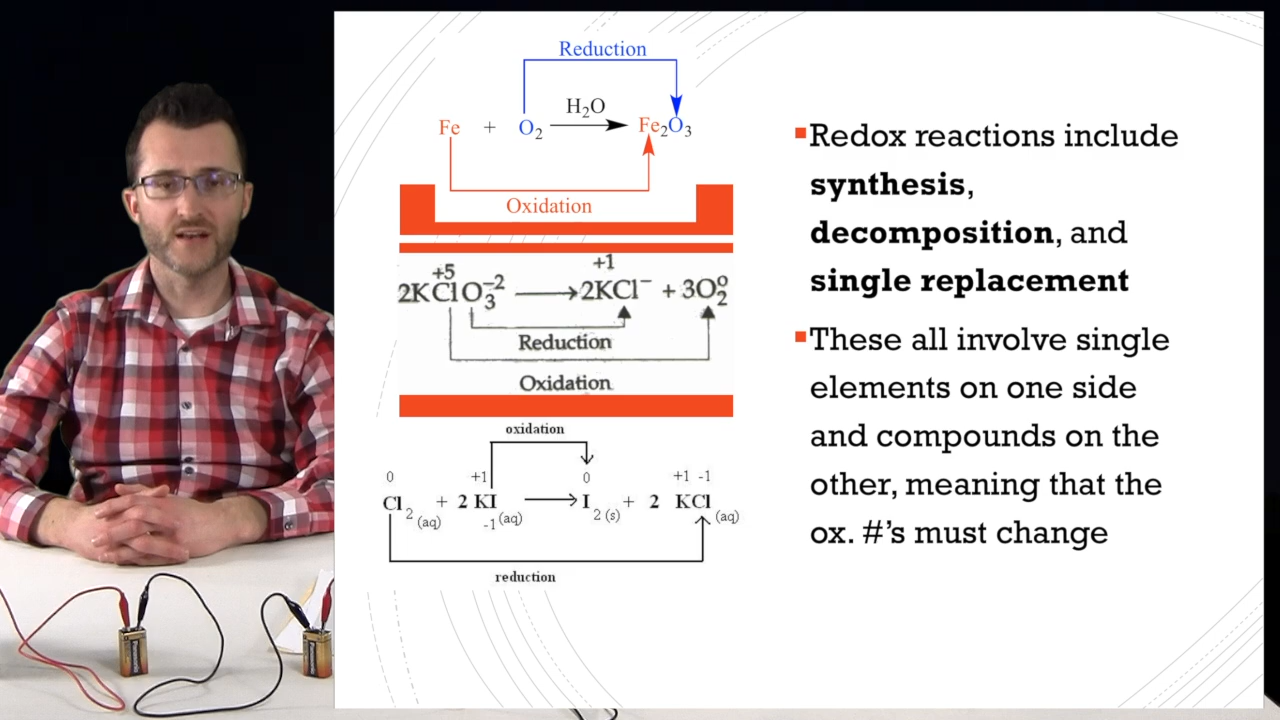 Reduction
H₂O
Fe + O₂ Fe₂O₃
Oxidation
+5 +1
2KClO₃⁻² → 2KCl⁻ + 3O₂⁰
Reduction
Oxidation
oxidation
0 +1 0 +1 -1
Cl₂ (aq) + 2 KI (aq) → I₂ (s) + 2 KCl (aq)
-1
reduction
▪Redox reactions include
synthesis,
decomposition, and
single replacement
▪These all involve single
elements on one side
and compounds on the
other, meaning that the
ox. #'s must change
Panasonic